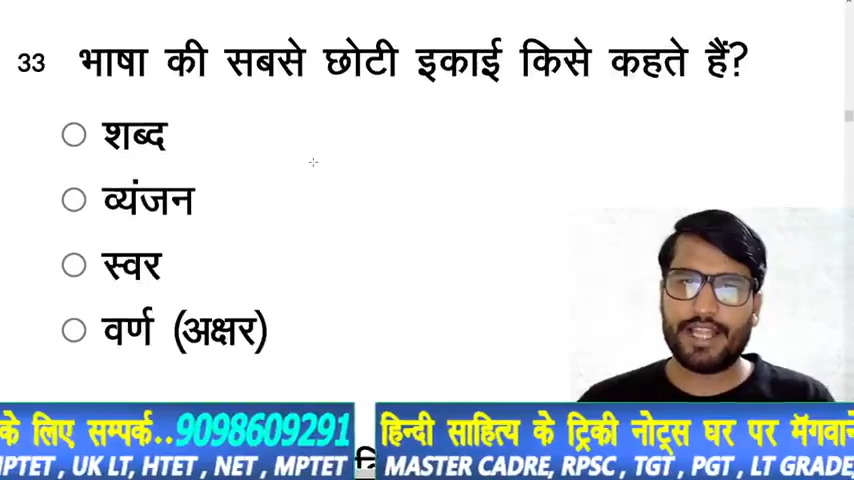 33 भाषा की सबसे छोटी इकाई किसे कहते हैं?
शब्द
व्यंजन
स्वर
वर्ण (अक्षर)
के लिए सम्पर्क..9098609291
हिन्दी साहित्य के ट्रिकी नोट्स घर पर मॅंगवाने
MPTET , UK LT, HTET , NET , MPTET
MASTER CADRE, RPSC , TGT , PGT , LT GRADE,